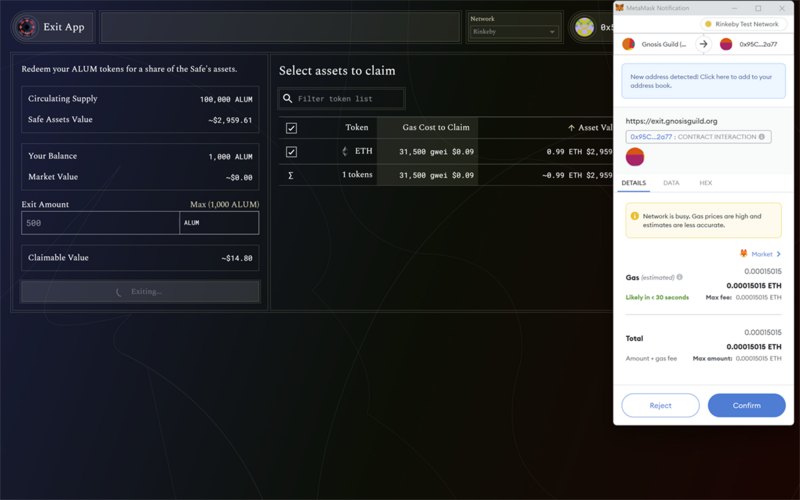 Exit App
Network
Rinkeby
Redeem your ALUM tokens for a share of the Safe's assets.
Circulating Supply 100,000 ALUM
Safe Assets Value ~$2,959.61
Your Balance 1,000 ALUM
Market Value ~$0.00
Exit Amount Max (1,000 ALUM)
500 ALUM
Claimable Value ~$14.80
Exiting...
Select assets to claim
Filter token list
Token Gas Cost to Claim ↑ Asset Val
ETH 31,500 gwei $0.09 0.99 ETH $2,959
Σ 1 tokens 31,500 gwei $0.09 ~0.99 ETH $2,959
MetaMask Notification
Rinkeby Test Network
Gnosis Guild (... → 0x95C...2a77
New address detected! Click here to add to your
address book.
https://exit.gnosisguild.org
0x95C...2a77 : CONTRACT INTERACTION
DETAILS DATA HEX
Network is busy. Gas prices are high and
estimates are less accurate.
Market >
Gas (estimated) 0.00015015
0.00015015 ETH
Likely in < 30 seconds Max fee: 0.00015015 ETH
Total 0.00015015
0.00015015 ETH
Amount + gas fee Max amount: 0.00015015 ETH
Reject Confirm